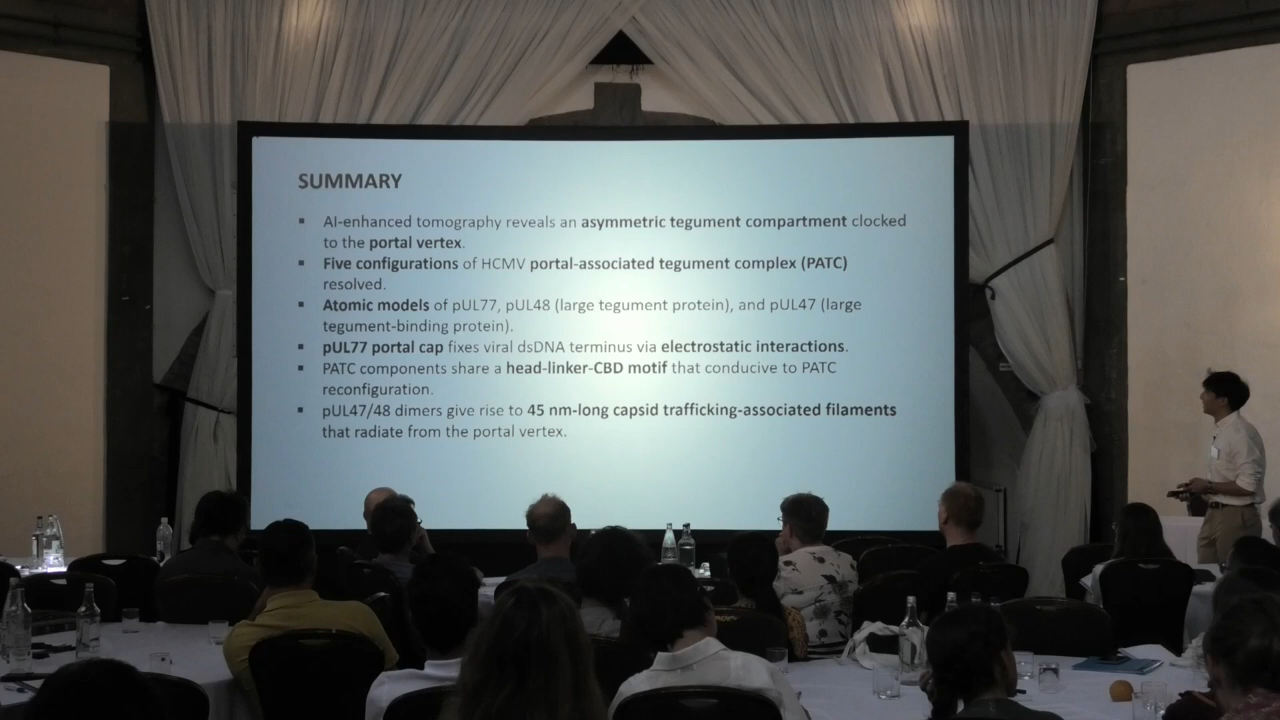 SUMMARY
▪ AI-enhanced tomography reveals an asymmetric tegument compartment clocked
to the portal vertex.
▪ Five configurations of HCMV portal-associated tegument complex (PATC)
resolved.
▪ Atomic models of pUL77, pUL48 (large tegument protein), and pUL47 (large
tegument-binding protein).
▪ pUL77 portal cap fixes viral dsDNA terminus via electrostatic interactions.
▪ PATC components share a head-linker-CBD motif that conducive to PATC
reconfiguration.
▪ pUL47/48 dimers give rise to 45 nm-long capsid trafficking-associated filaments
that radiate from the portal vertex.